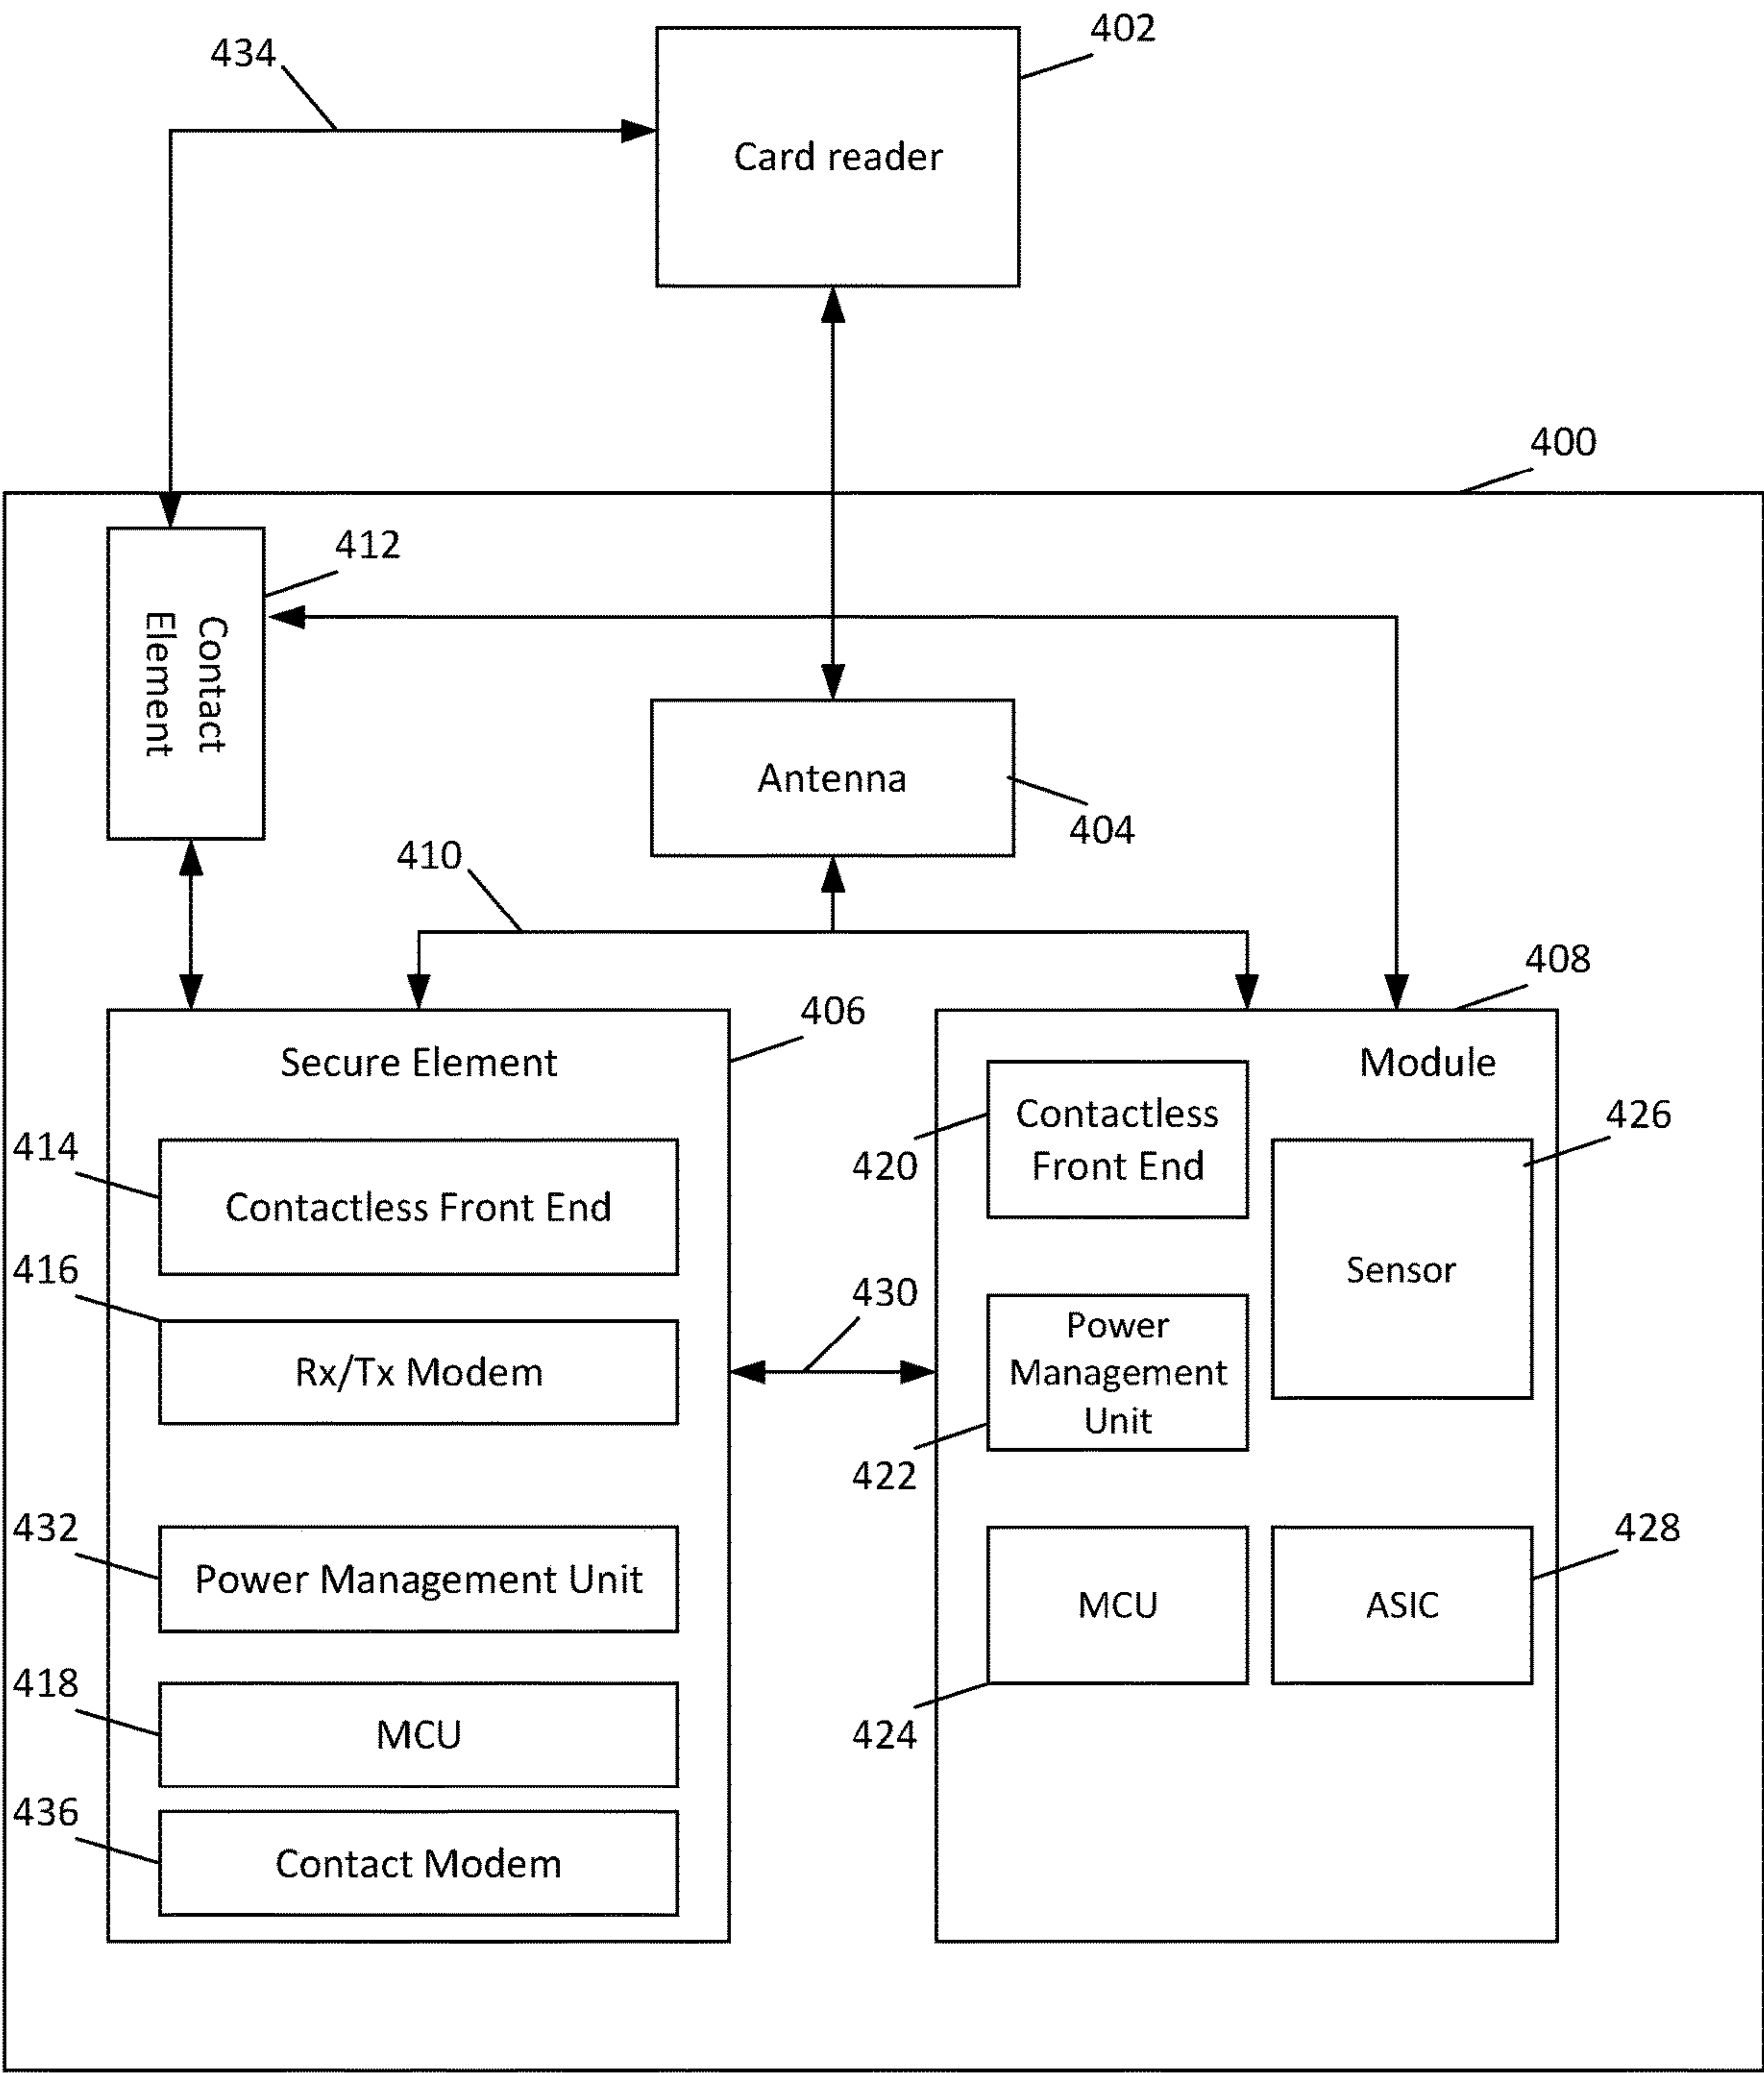 402
434
Card reader
400
412
Contact
Element
Antenna
404
410
408
406
Secure Element
Module
414
Contactless Front End
420
Contactless
Front End
426
416
Rx/Tx Modem
430
Sensor
Power
Management
Unit
422
432
Power Management Unit
428
MCU
ASIC
418
MCU
424
436
Contact Modem